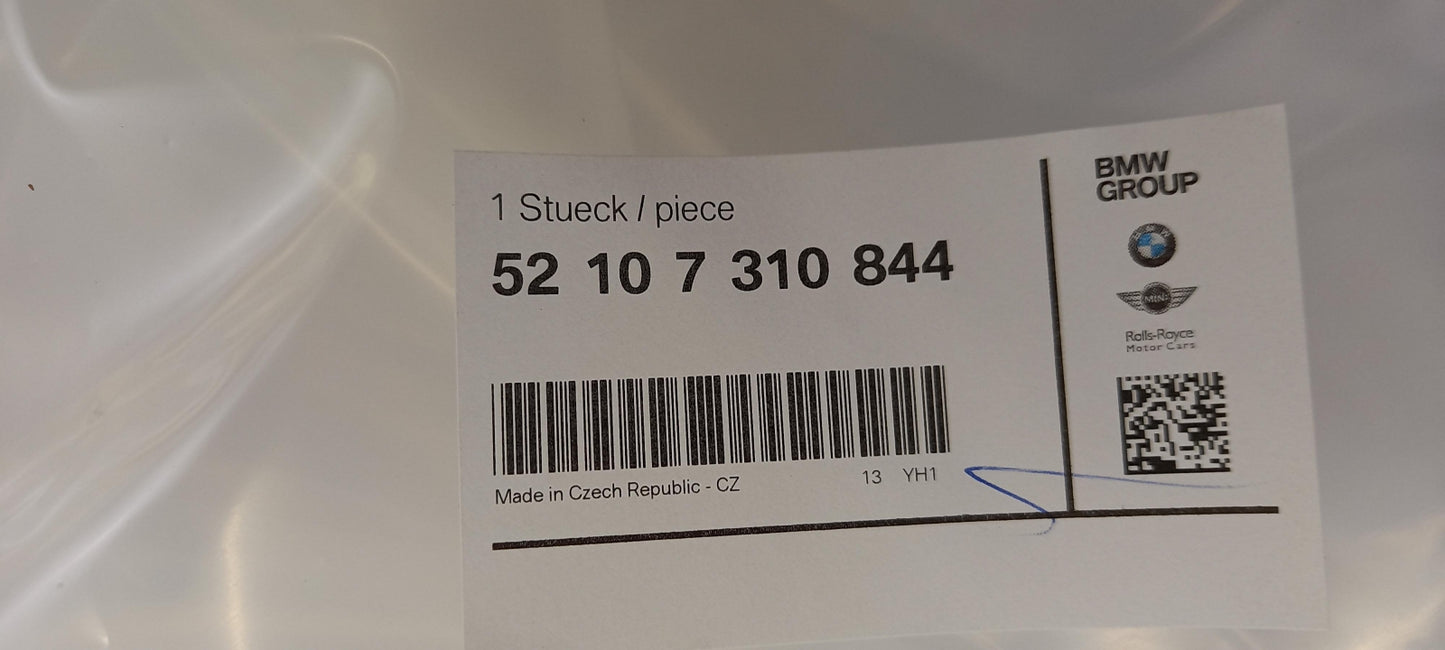 1 Stueck / piece
52 10 7 310 844
Made in Czech Republic - CZ
13 YH1
BMW
GROUP
MINI
Rolls-Royce
Motor Cars